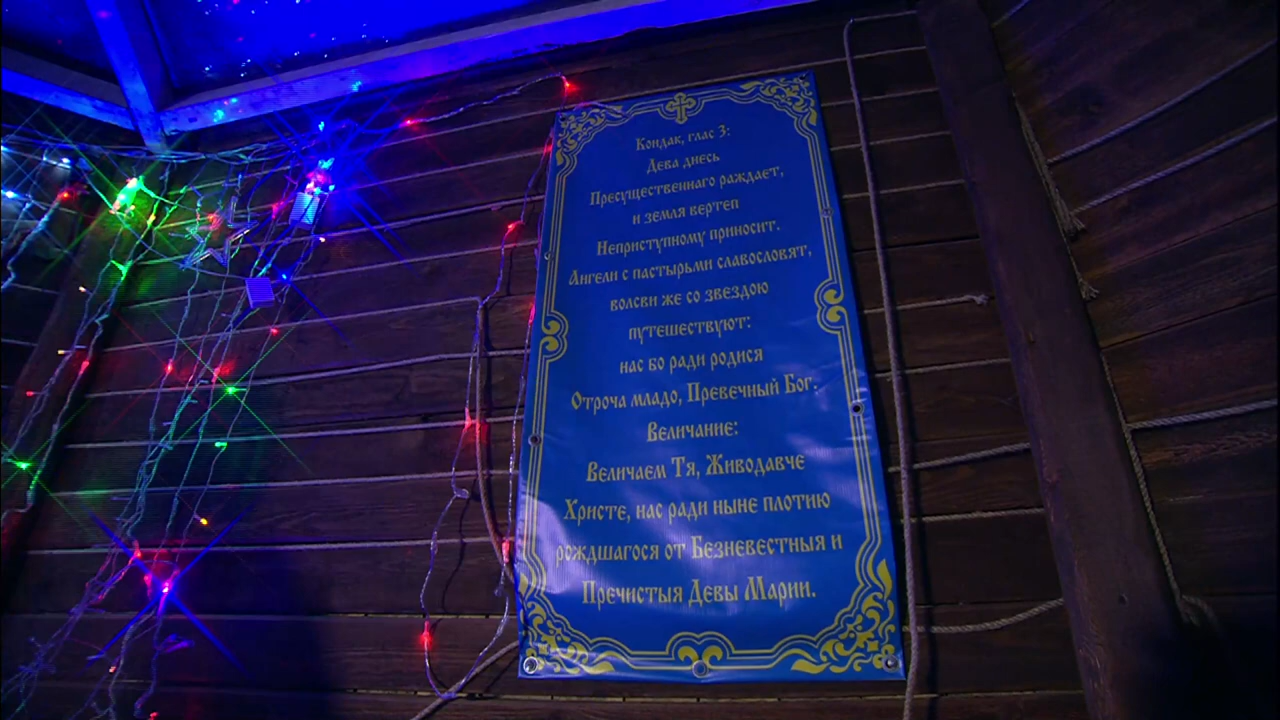 Кондак, глас 3:
Дева днесь
Пресущественнаго раждает,
и земля вертеп
Неприступному приносит.
Ангели с пастырьми славословят,
волсви же со звездою
путешествуют:
нас бо ради родися
Отроча младо, Превечный Бог.
Величание:
Величаем Тя, Живодавче
Христе, нас ради ныне плотию
рождшагося от Безневестныя и
Пречистыя Девы Марии.